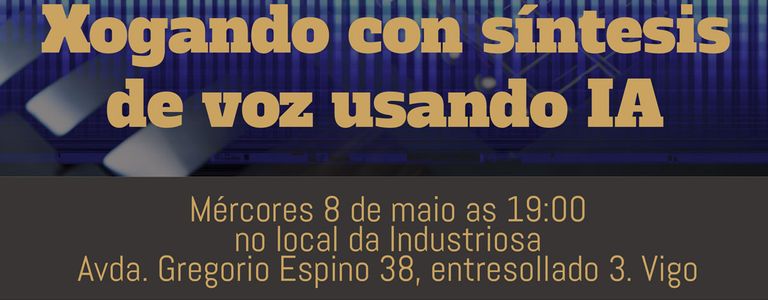 Xogando con síntesis
de voz usando IA
Mércores 8 de maio as 19:00
no local da Industriosa
Avda. Gregorio Espino 38, entresollado 3. Vigo